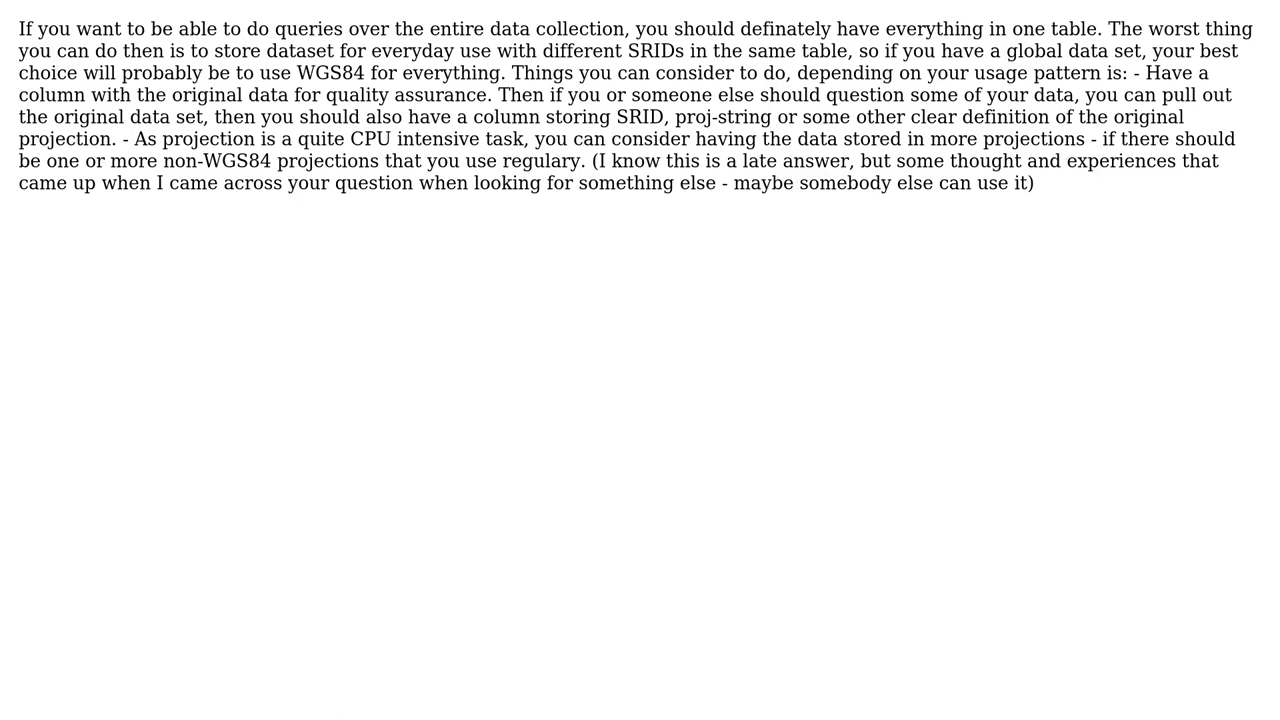 If you want to be able to do queries over the entire data collection, you should definately have everything in one table. The worst thing
you can do then is to store dataset for everyday use with different SRIDs in the same table, so if you have a global data set, your best
choice will probably be to use WGS84 for everything. Things you can consider to do, depending on your usage pattern is: - Have a
column with the original data for quality assurance. Then if you or someone else should question some of your data, you can pull out
the original data set, then you should also have a column storing SRID, proj-string or some other clear definition of the original
projection. - As projection is a quite CPU intensive task, you can consider having the data stored in more projections - if there should
be one or more non-WGS84 projections that you use regulary. (I know this is a late answer, but some thought and experiences that
came up when I came across your question when looking for something else - maybe somebody else can use it)